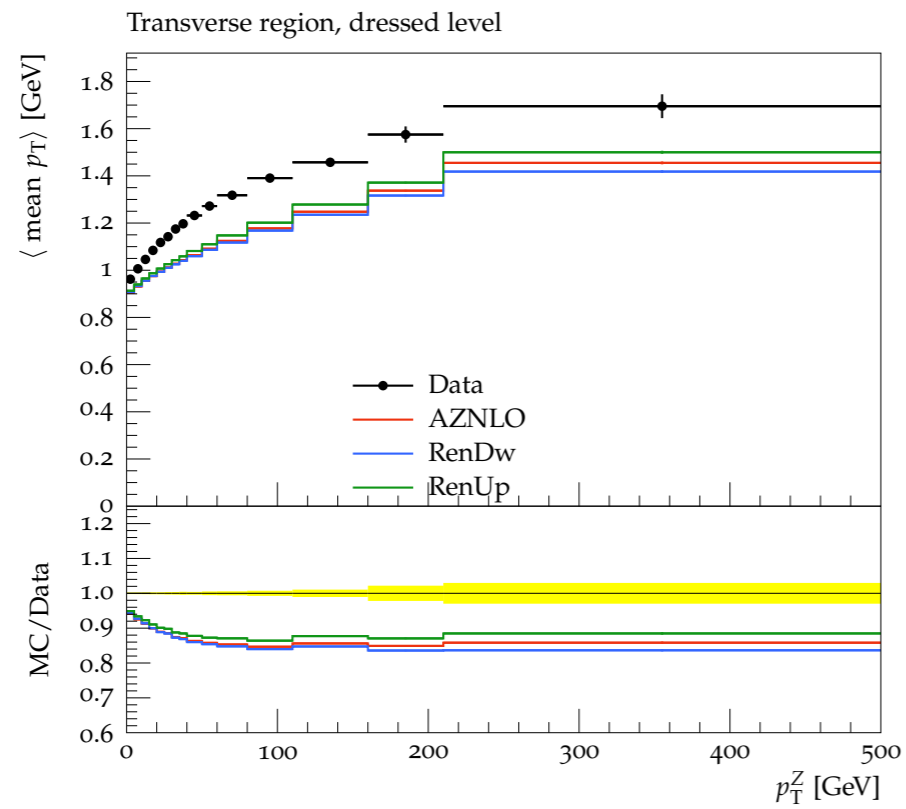 Transverse region, dressed level
⟨ mean p_T⟩ [GeV]
1.8
1.6
1.4
1.2
1
0.8
0.6
0.4
0.2
0
Data
AZNLO
RenDw
RenUp
MC/Data
1.2
1.1
1.0
0.9
0.8
0.7
0.6
0 100 200 300 400 500
p_T^Z [GeV]